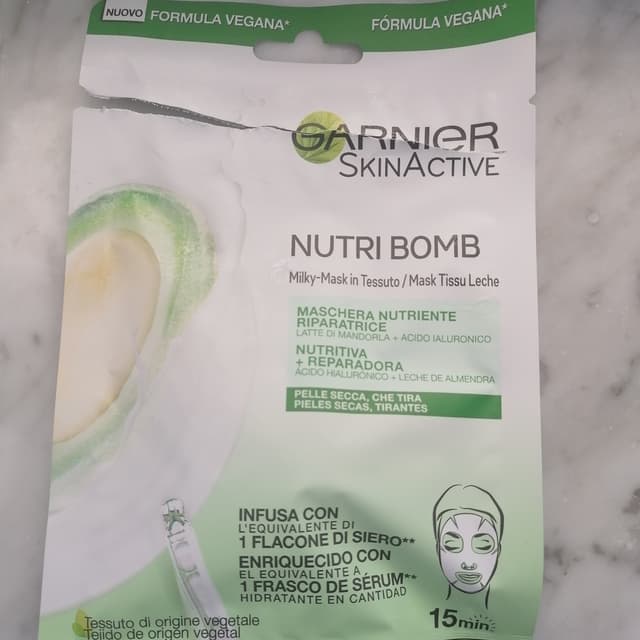 NUOVO FORMULA VEGANA* FÓRMULA VEGANA*
GARNIER
SKINACTIVE
NUTRI BOMB
Milky-Mask in Tessuto / Mask Tissu Leche
MASCHERA NUTRIENTE
RIPARATRICE
LATTE DI MANDORLA + ACIDO IALURONICO
NUTRITIVA
+ REPARADORA
ÁCIDO HIALURÓNICO + LECHE DE ALMENDRA
PELLE SECCA, CHE TIRA
PIELES SECAS, TIRANTES
INFUSA CON
L'EQUIVALENTE DI
1 FLACONE DI SIERO**
ENRIQUECIDO CON
EL EQUIVALENTE A
1 FRASCO DE SÉRUM**
HIDRATANTE EN CANTIDAD
15min
Tessuto di origine vegetale
Tejido de origen vegetal